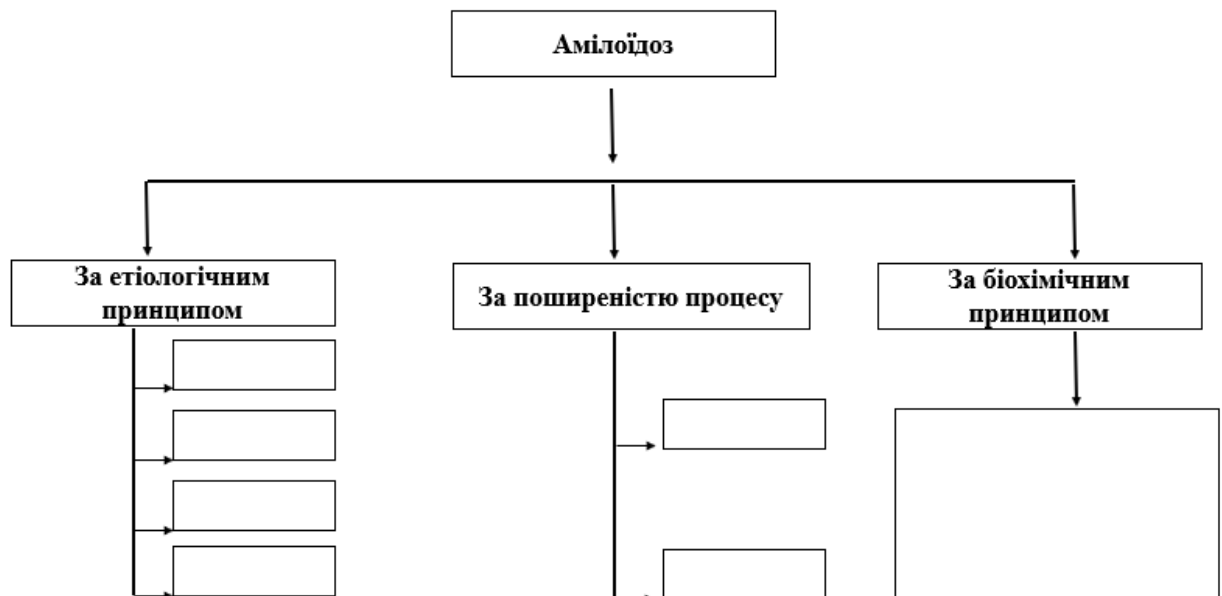 Амілоїдоз
За етіологічним
принципом
За поширеністю процесу
За біохімічним
принципом